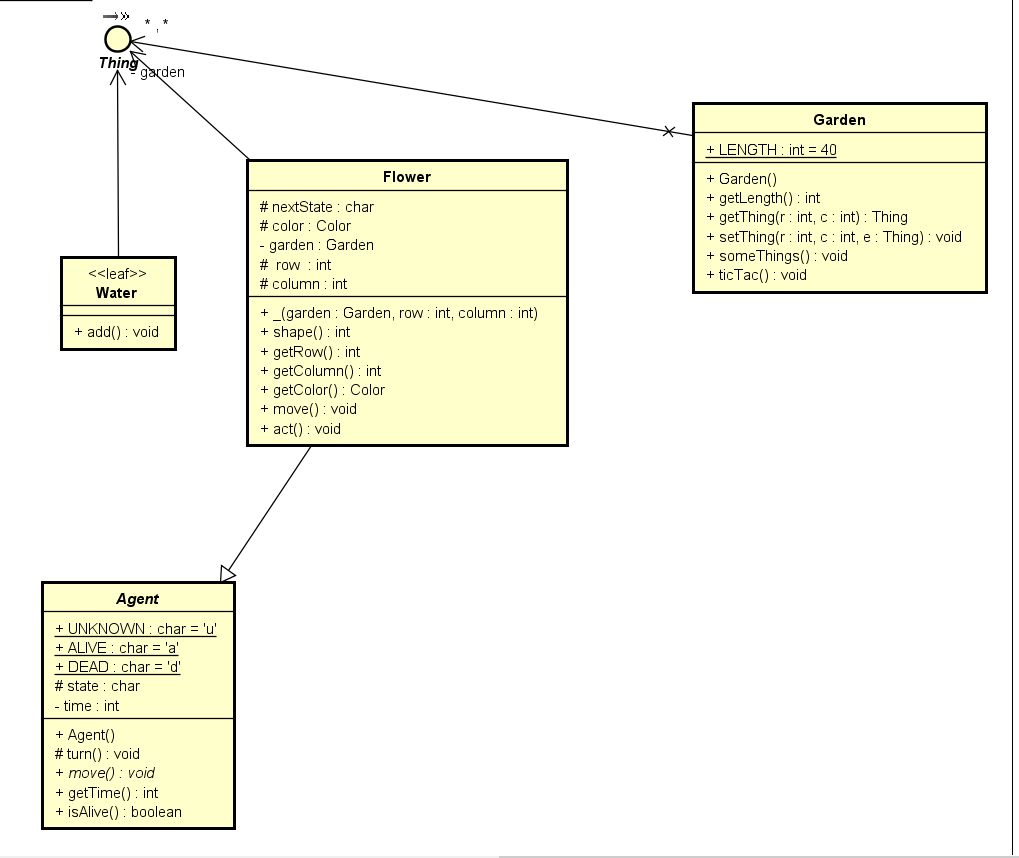 * , *
Thing
- garden
Garden
+ LENGTH : int = 40
+ Garden()
+ getLength() : int
+ getThing(r : int, c : int) : Thing
+ setThing(r : int, c : int, e : Thing) : void
+ someThings() : void
+ ticTac() : void
Flower
# nextState : char
# color : Color
- garden : Garden
# row : int
# column : int
+ _(garden : Garden, row : int, column : int)
+ shape() : int
+ getRow() : int
+ getColumn() : int
+ getColor() : Color
+ move() : void
+ act() : void
<<leaf>>
Water
+ add() : void
Agent
+ UNKNOWN : char = 'u'
+ ALIVE : char = 'a'
+ DEAD : char = 'd'
# state : char
- time : int
+ Agent()
# turn() : void
+ move() : void
+ getTime() : int
+ isAlive() : boolean